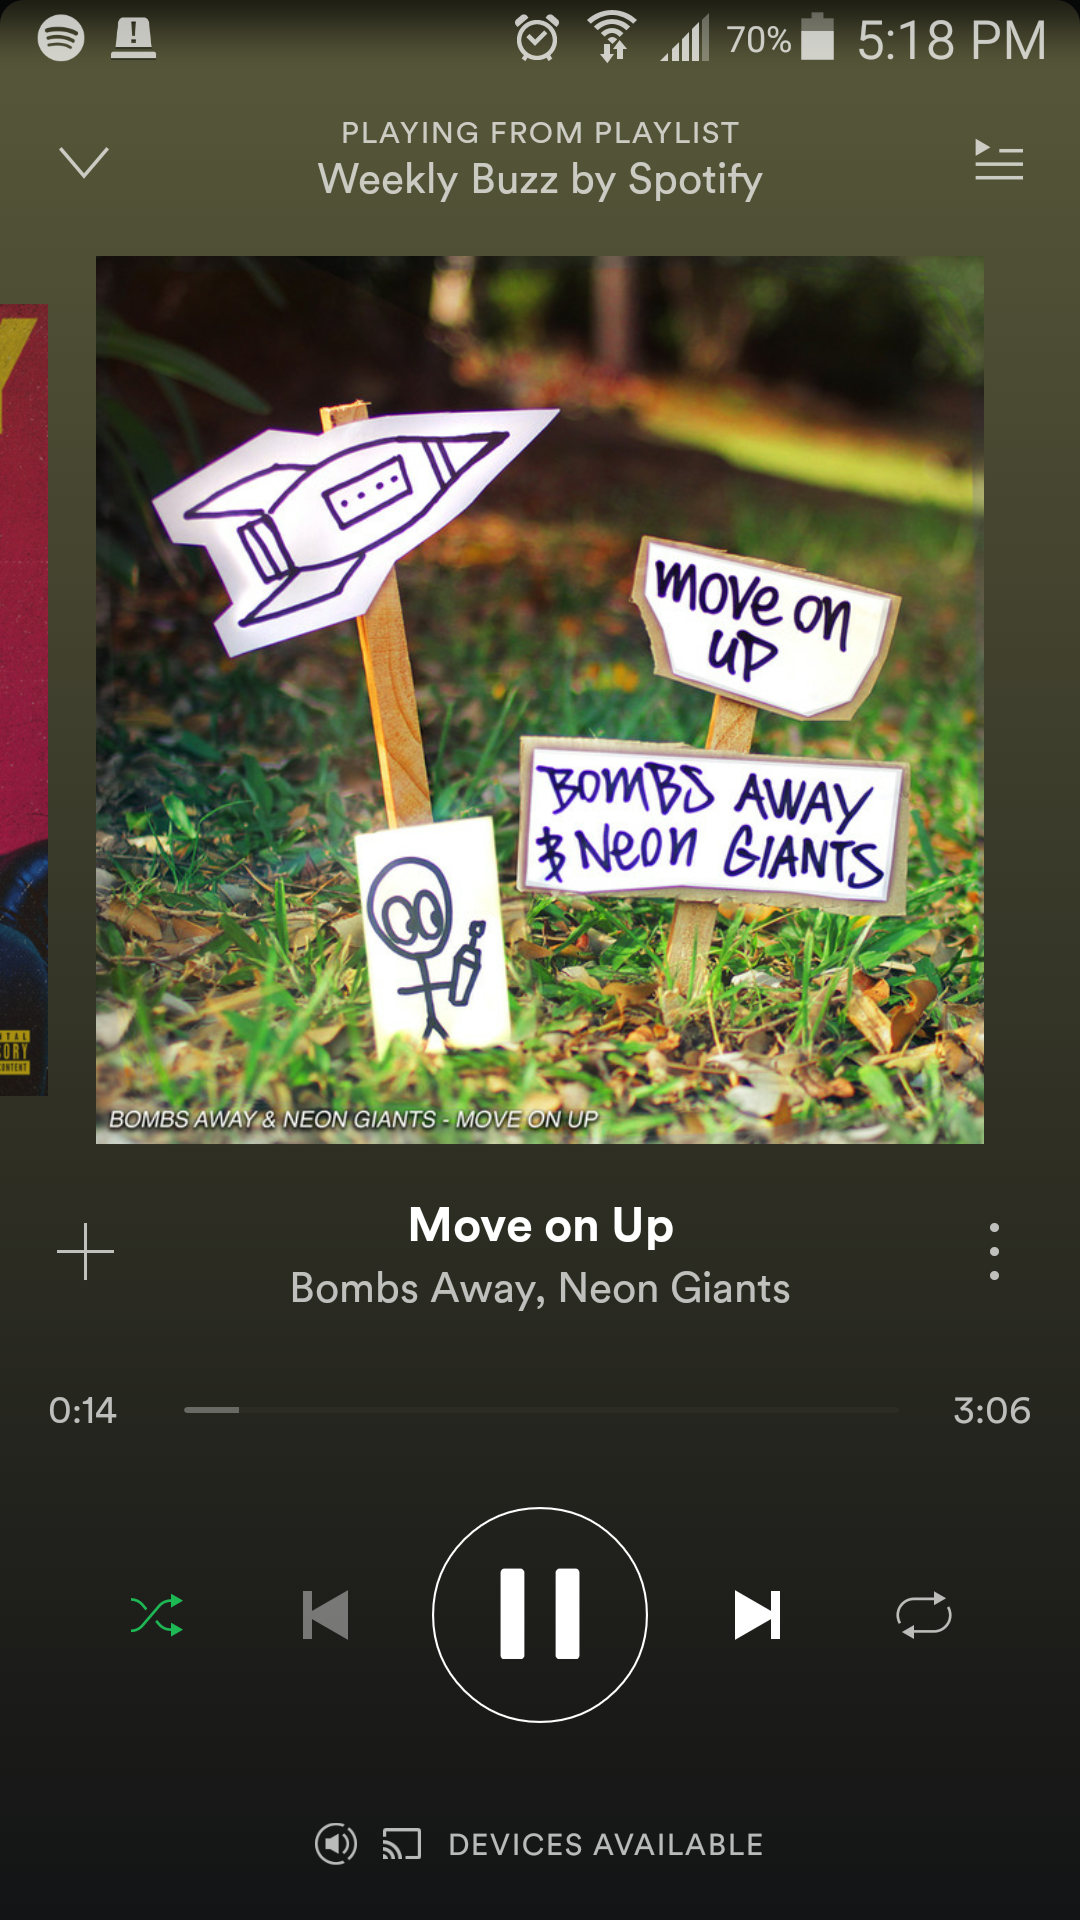 70% 5:18 PM
PLAYING FROM PLAYLIST
Weekly Buzz by Spotify
Y
move on
UP
BOMBS AWAY
& Neon GIANTS
BOMBS AWAY & NEON GIANTS - MOVE ON UP
Move on Up
Bombs Away, Neon Giants
0:14
3:06
DEVICES AVAILABLE